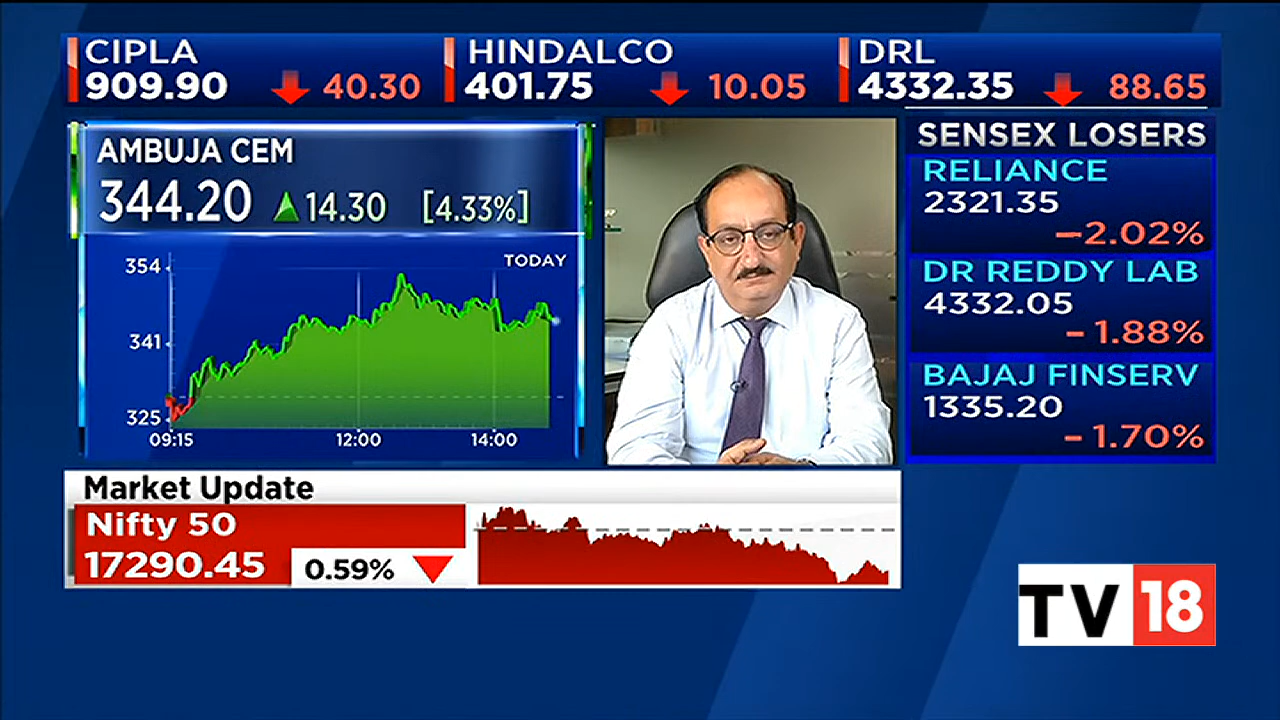 CIPLA
909.90 40.30
HINDALCO
401.75 10.05
DRL
4332.35 88.65
AMBUJA CEM
344.20 14.30 [4.33%]
TODAY
354
341
325
09:15 12:00 14:00
SENSEX LOSERS
RELIANCE
2321.35
-2.02%
DR REDDY LAB
4332.05
-1.88%
BAJAJ FINSERV
1335.20
-1.70%
Market Update
Nifty 50
17290.45 0.59%
TV18